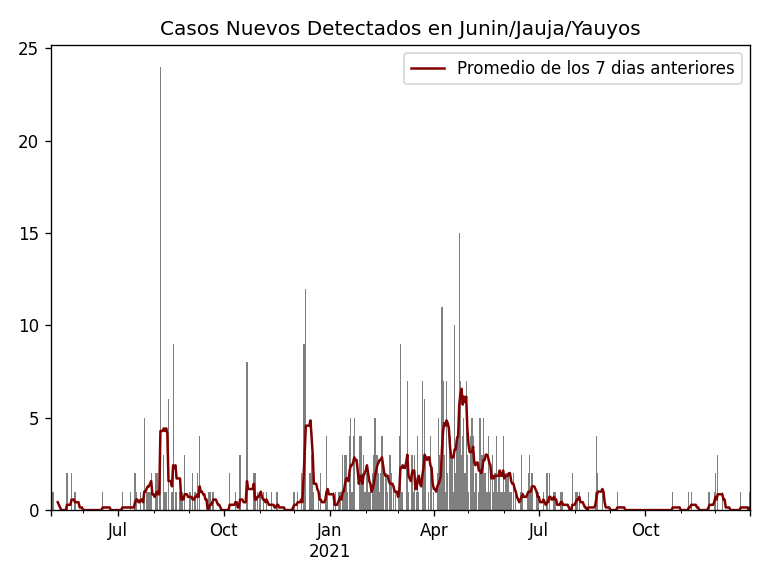 Casos Nuevos Detectados en Junin/Jauja/Yauyos
Promedio de los 7 dias anteriores
25
20
15
10
5
0
Jul
Oct
Jan
2021
Apr
Jul
Oct